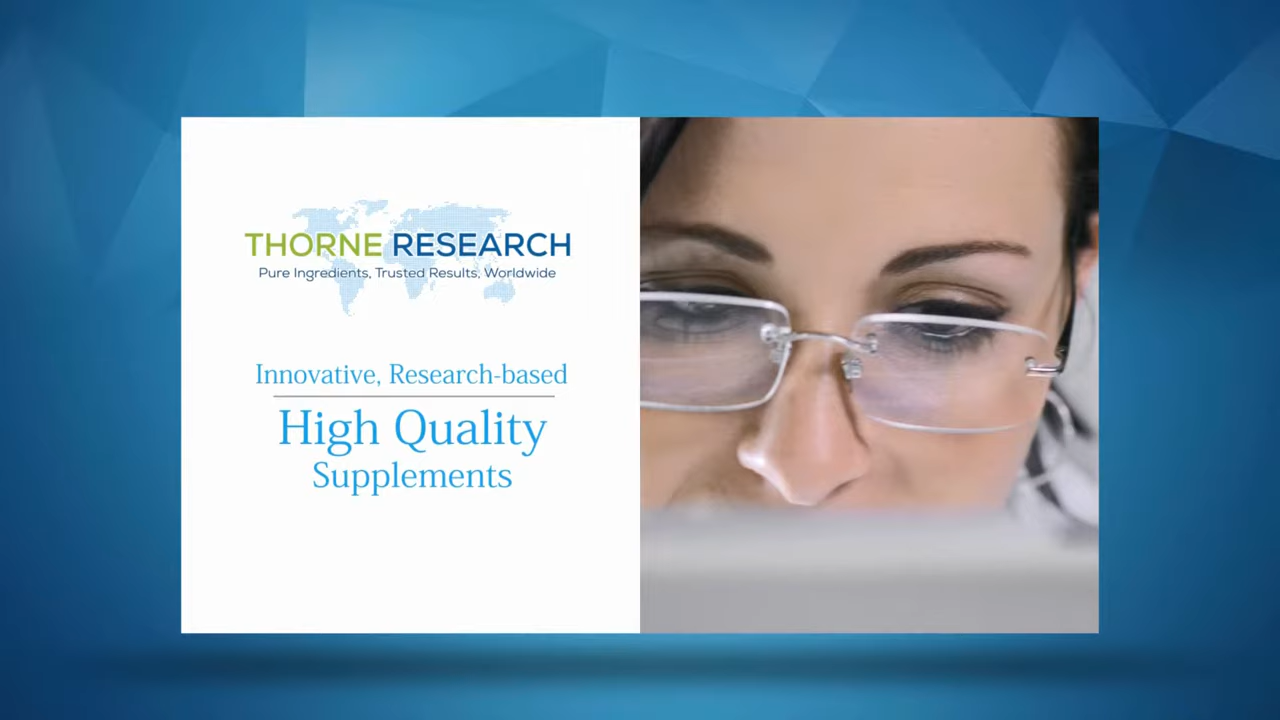 THORNE RESEARCH
Pure Ingredients, Trusted Results, Worldwide
Innovative, Research-based
High Quality
Supplements